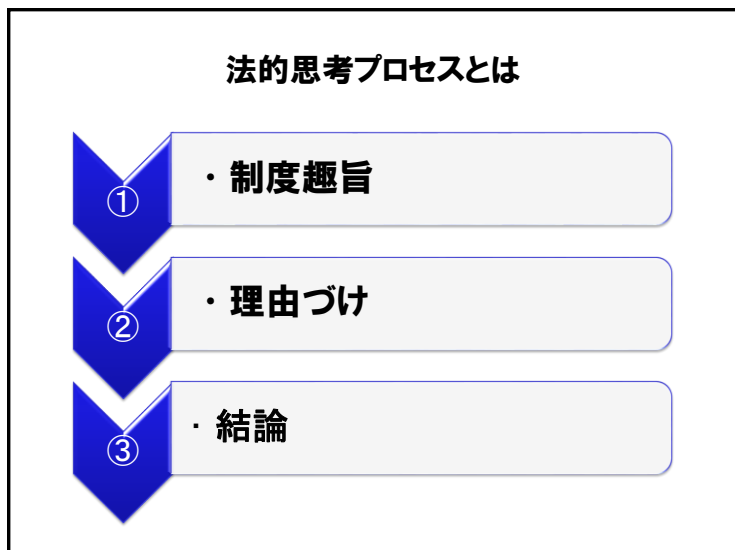 法的思考プロセスとは
① ・制度趣旨
② ・理由づけ
③ ・結論